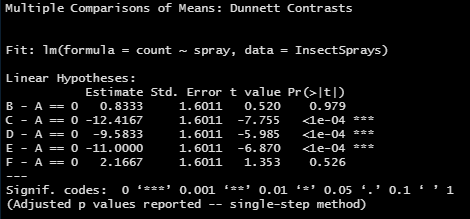 Multiple Comparisons of Means: Dunnett Contrasts
Fit: lm(formula = count ~ spray, data = InsectSprays)
Linear Hypotheses:
Estimate Std. Error t value Pr(>|t|)
B - A == 0 0.8333 1.6011 0.520 0.979
C - A == 0 -12.4167 1.6011 -7.755 <1e-04 ***
D - A == 0 -9.5833 1.6011 -5.985 <1e-04 ***
E - A == 0 -11.0000 1.6011 -6.870 <1e-04 ***
F - A == 0 2.1667 1.6011 1.353 0.526
---
Signif. codes: 0 ‘***’ 0.001 ‘**’ 0.01 ‘*’ 0.05 ‘.’ 0.1 ‘ ’ 1
(Adjusted p values reported -- single-step method)